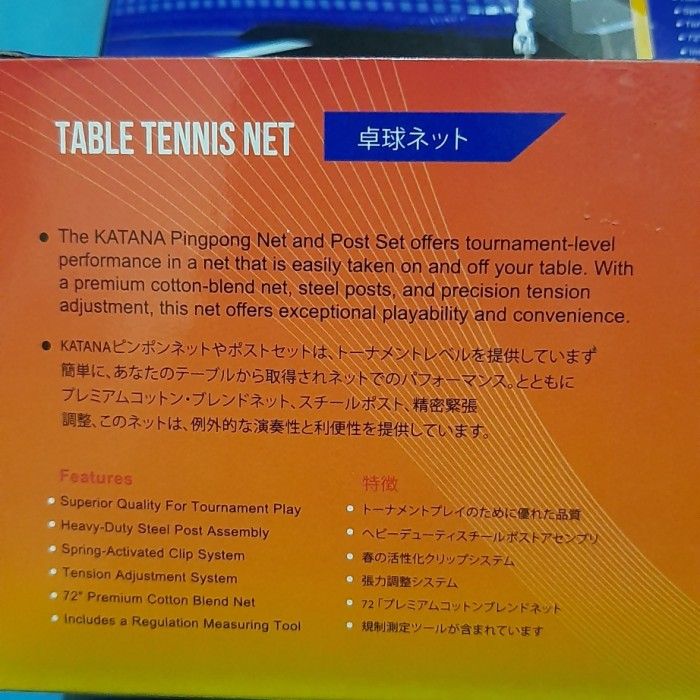 TABLE TENNIS NET
卓球ネット
The KATANA Pingpong Net and Post Set offers tournament-level
performance in a net that is easily taken on and off your table. With
a premium cotton-blend net, steel posts, and precision tension
adjustment, this net offers exceptional playability and convenience.
KATANAピンポンネットやポストセットは、トーナメントレベルを提供していまず
簡単に、あなたのテーブルから取得されネットでのパフォーマンス。とともに
プレミアムコットン・ブレンドネット、スチールポスト、精密緊張
調整、このネットは、例外的な演奏性と利便性を提供しています。
Features
Superior Quality For Tournament Play
Heavy-Duty Steel Post Assembly
Spring-Activated Clip System
Tension Adjustment System
72" Premium Cotton Blend Net
Includes a Regulation Measuring Tool
特徴
トーナメントプレイのために優れた品質
ヘビーデューティスチールポストアセンブリ
春の活性化クリップシステム
張力調整システム
72「プレミアムコットンブレンドネット
規制測定ツールが含まれています